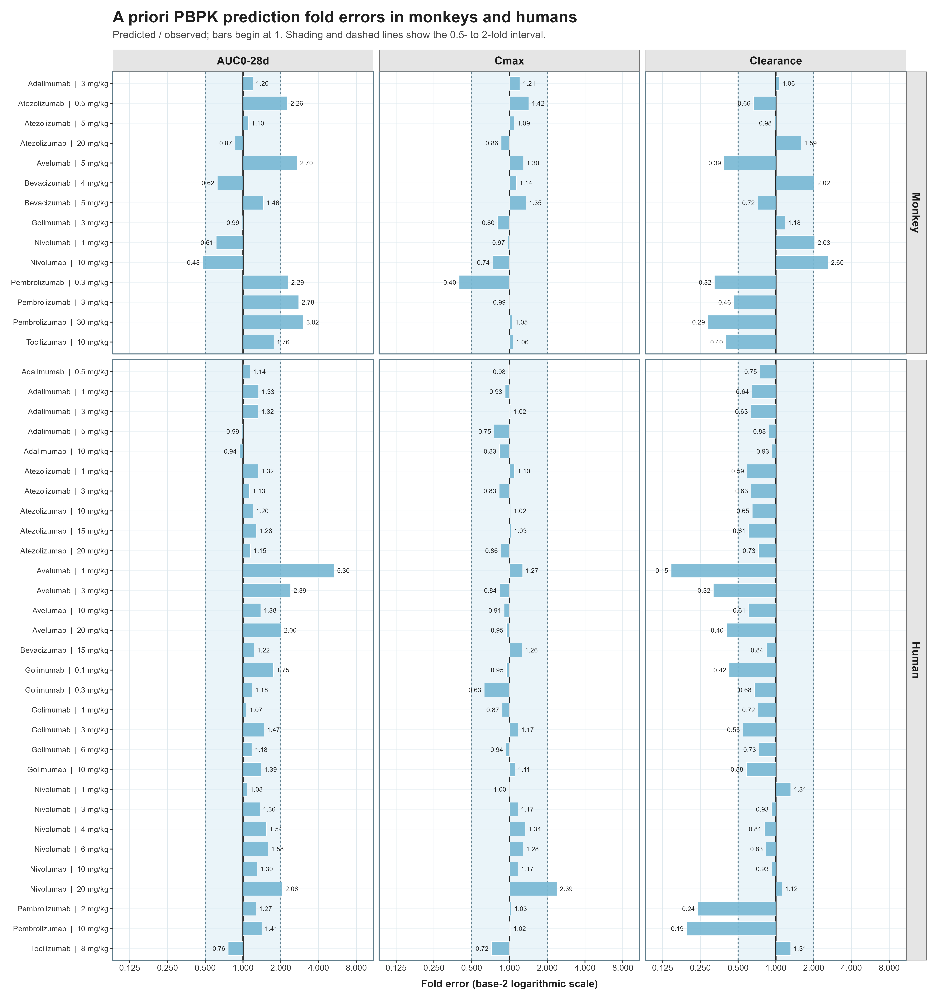 A priori PBPK prediction fold errors in monkeys and humans
Predicted / observed; bars begin at 1. Shading and dashed lines show the 0.5- to 2-fold interval.
AUC0-28d Cmax Clearance
Adalimumab | 3 mg/kg 1.20 1.21 1.06
Atezolizumab | 0.5 mg/kg 2.26 1.42 0.66
Atezolizumab | 5 mg/kg 1.10 1.09 0.98
Atezolizumab | 20 mg/kg 0.87 0.86 1.59
Avelumab | 5 mg/kg 2.70 1.30 0.39
Bevacizumab | 4 mg/kg 0.62 1.14 2.02
Bevacizumab | 5 mg/kg 1.46 1.35 0.72
Golimumab | 3 mg/kg 0.99 0.80 1.18
Nivolumab | 1 mg/kg 0.61 0.97 2.03
Nivolumab | 10 mg/kg 0.48 0.74 2.60
Pembrolizumab | 0.3 mg/kg 2.29 0.40 0.32
Pembrolizumab | 3 mg/kg 2.78 0.99 0.46
Pembrolizumab | 30 mg/kg 3.02 1.05 0.29
Tocilizumab | 10 mg/kg 1.76 1.06 0.40
Monkey
Adalimumab | 0.5 mg/kg 1.14 0.98 0.75
Adalimumab | 1 mg/kg 1.33 0.93 0.64
Adalimumab | 3 mg/kg 1.32 1.02 0.63
Adalimumab | 5 mg/kg 0.99 0.75 0.88
Adalimumab | 10 mg/kg 0.94 0.83 0.93
Atezolizumab | 1 mg/kg 1.32 1.10 0.59
Atezolizumab | 3 mg/kg 1.13 0.83 0.63
Atezolizumab | 10 mg/kg 1.20 1.02 0.65
Atezolizumab | 15 mg/kg 1.28 1.03 0.61
Atezolizumab | 20 mg/kg 1.15 0.86 0.73
Avelumab | 1 mg/kg 5.30 1.27 0.15
Avelumab | 3 mg/kg 2.39 0.84 0.32
Avelumab | 10 mg/kg 1.38 0.91 0.61
Avelumab | 20 mg/kg 2.00 0.95 0.40
Bevacizumab | 15 mg/kg 1.22 1.26 0.84
Golimumab | 0.1 mg/kg 1.75 0.95 0.42
Golimumab | 0.3 mg/kg 1.18 0.63 0.68
Golimumab | 1 mg/kg 1.07 0.87 0.72
Golimumab | 3 mg/kg 1.47 1.17 0.55
Golimumab | 6 mg/kg 1.18 0.94 0.73
Golimumab | 10 mg/kg 1.39 1.11 0.58
Nivolumab | 1 mg/kg 1.08 1.00 1.31
Nivolumab | 3 mg/kg 1.36 1.17 0.93
Nivolumab | 4 mg/kg 1.54 1.34 0.81
Nivolumab | 6 mg/kg 1.58 1.28 0.83
Nivolumab | 10 mg/kg 1.30 1.17 0.93
Nivolumab | 20 mg/kg 2.06 2.39 1.12
Pembrolizumab | 2 mg/kg 1.27 1.03 0.24
Pembrolizumab | 10 mg/kg 1.41 1.02 0.19
Tocilizumab | 8 mg/kg 0.76 0.72 1.31
Human
0.125 0.250 0.500 1.000 2.000 4.000 8.000 0.125 0.250 0.500 1.000 2.000 4.000 8.000 0.125 0.250 0.500 1.000 2.000 4.000 8.000
Fold error (base-2 logarithmic scale)